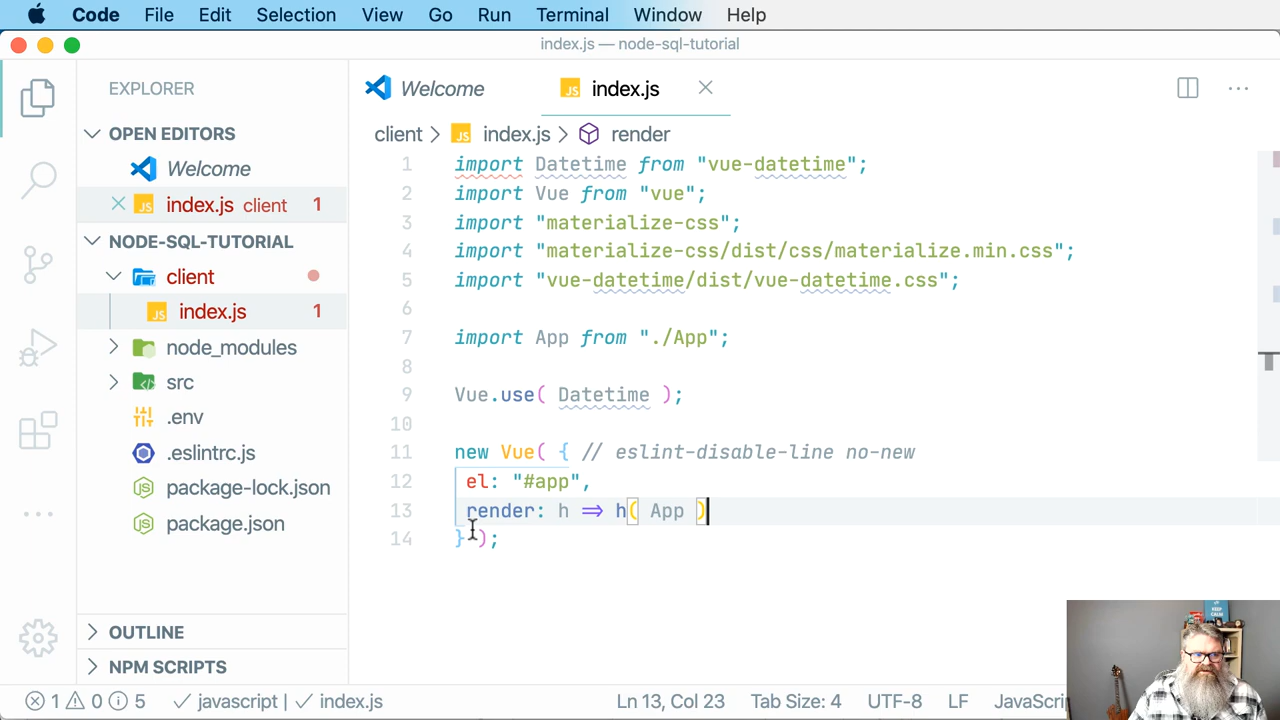 Code File Edit Selection View Go Run Terminal Window Help
index.js — node-sql-tutorial
EXPLORER
OPEN EDITORS
Welcome
index.js client 1
NODE-SQL-TUTORIAL
client
index.js 1
node_modules
src
.env
.eslintrc.js
package-lock.json
package.json
OUTLINE
NPM SCRIPTS
Welcome index.js
client > index.js > render
1 import Datetime from "vue-datetime";
2 import Vue from "vue";
3 import "materialize-css";
4 import "materialize-css/dist/css/materialize.min.css";
5 import "vue-datetime/dist/vue-datetime.css";
6
7 import App from "./App";
8
9 Vue.use( Datetime );
10
11 new Vue( { // eslint-disable-line no-new
12 el: "#app",
13 render: h => h( App )
14 } );
1 0 5 javascript | index.js Ln 13, Col 23 Tab Size: 4 UTF-8 LF JavaScri